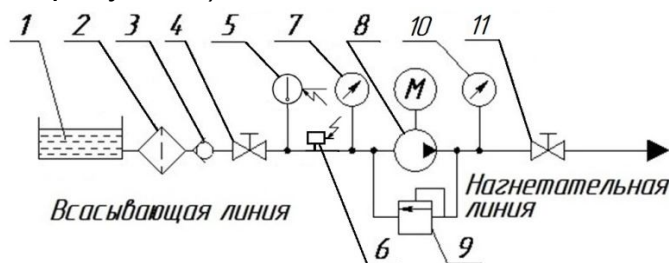 1 2 3 4 5 7 8 10 11
М
Всасывающая линия
Нагнетательная
линия
6 9